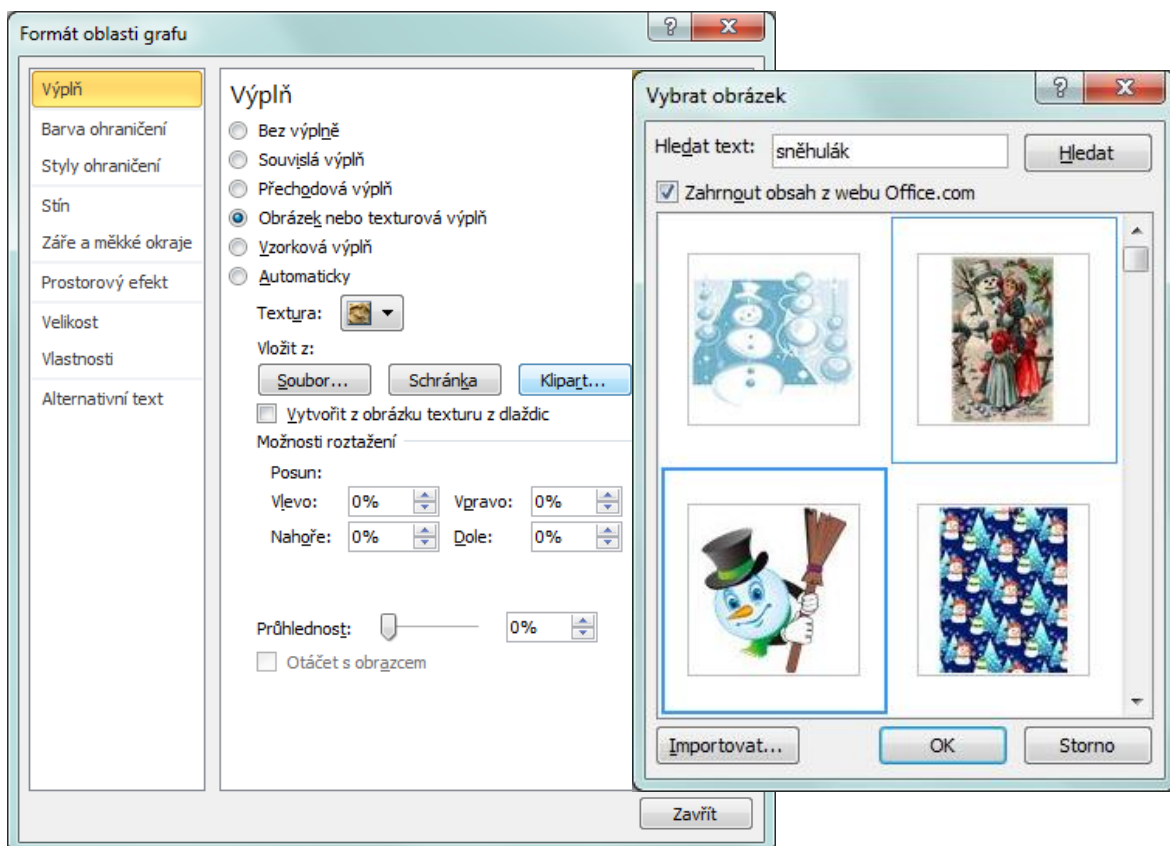 Formát oblasti grafu
Výplň
Barva ohraničení
Styly ohraničení
Stín
Záře a měkké okraje
Prostorový efekt
Velikost
Vlastnosti
Alternativní text
Výplň
Bez výplně
Souvislá výplň
Přechodová výplň
Obrázek nebo texturová výplň
Vzorková výplň
Automaticky
Textura:
Vložit z:
Soubor... Schránka Klipart...
Vytvořit z obrázku texturu z dlaždic
Možnosti roztažení
Posun:
Vlevo: 0% Vpravo: 0%
Nahoře: 0% Dole: 0%
Průhlednost: 0%
Otáčet s obrazcem
Zavřít
Vybrat obrázek
Hledat text: sněhulák Hledat
Zahrnout obsah z webu Office.com
Importovat... OK Storno